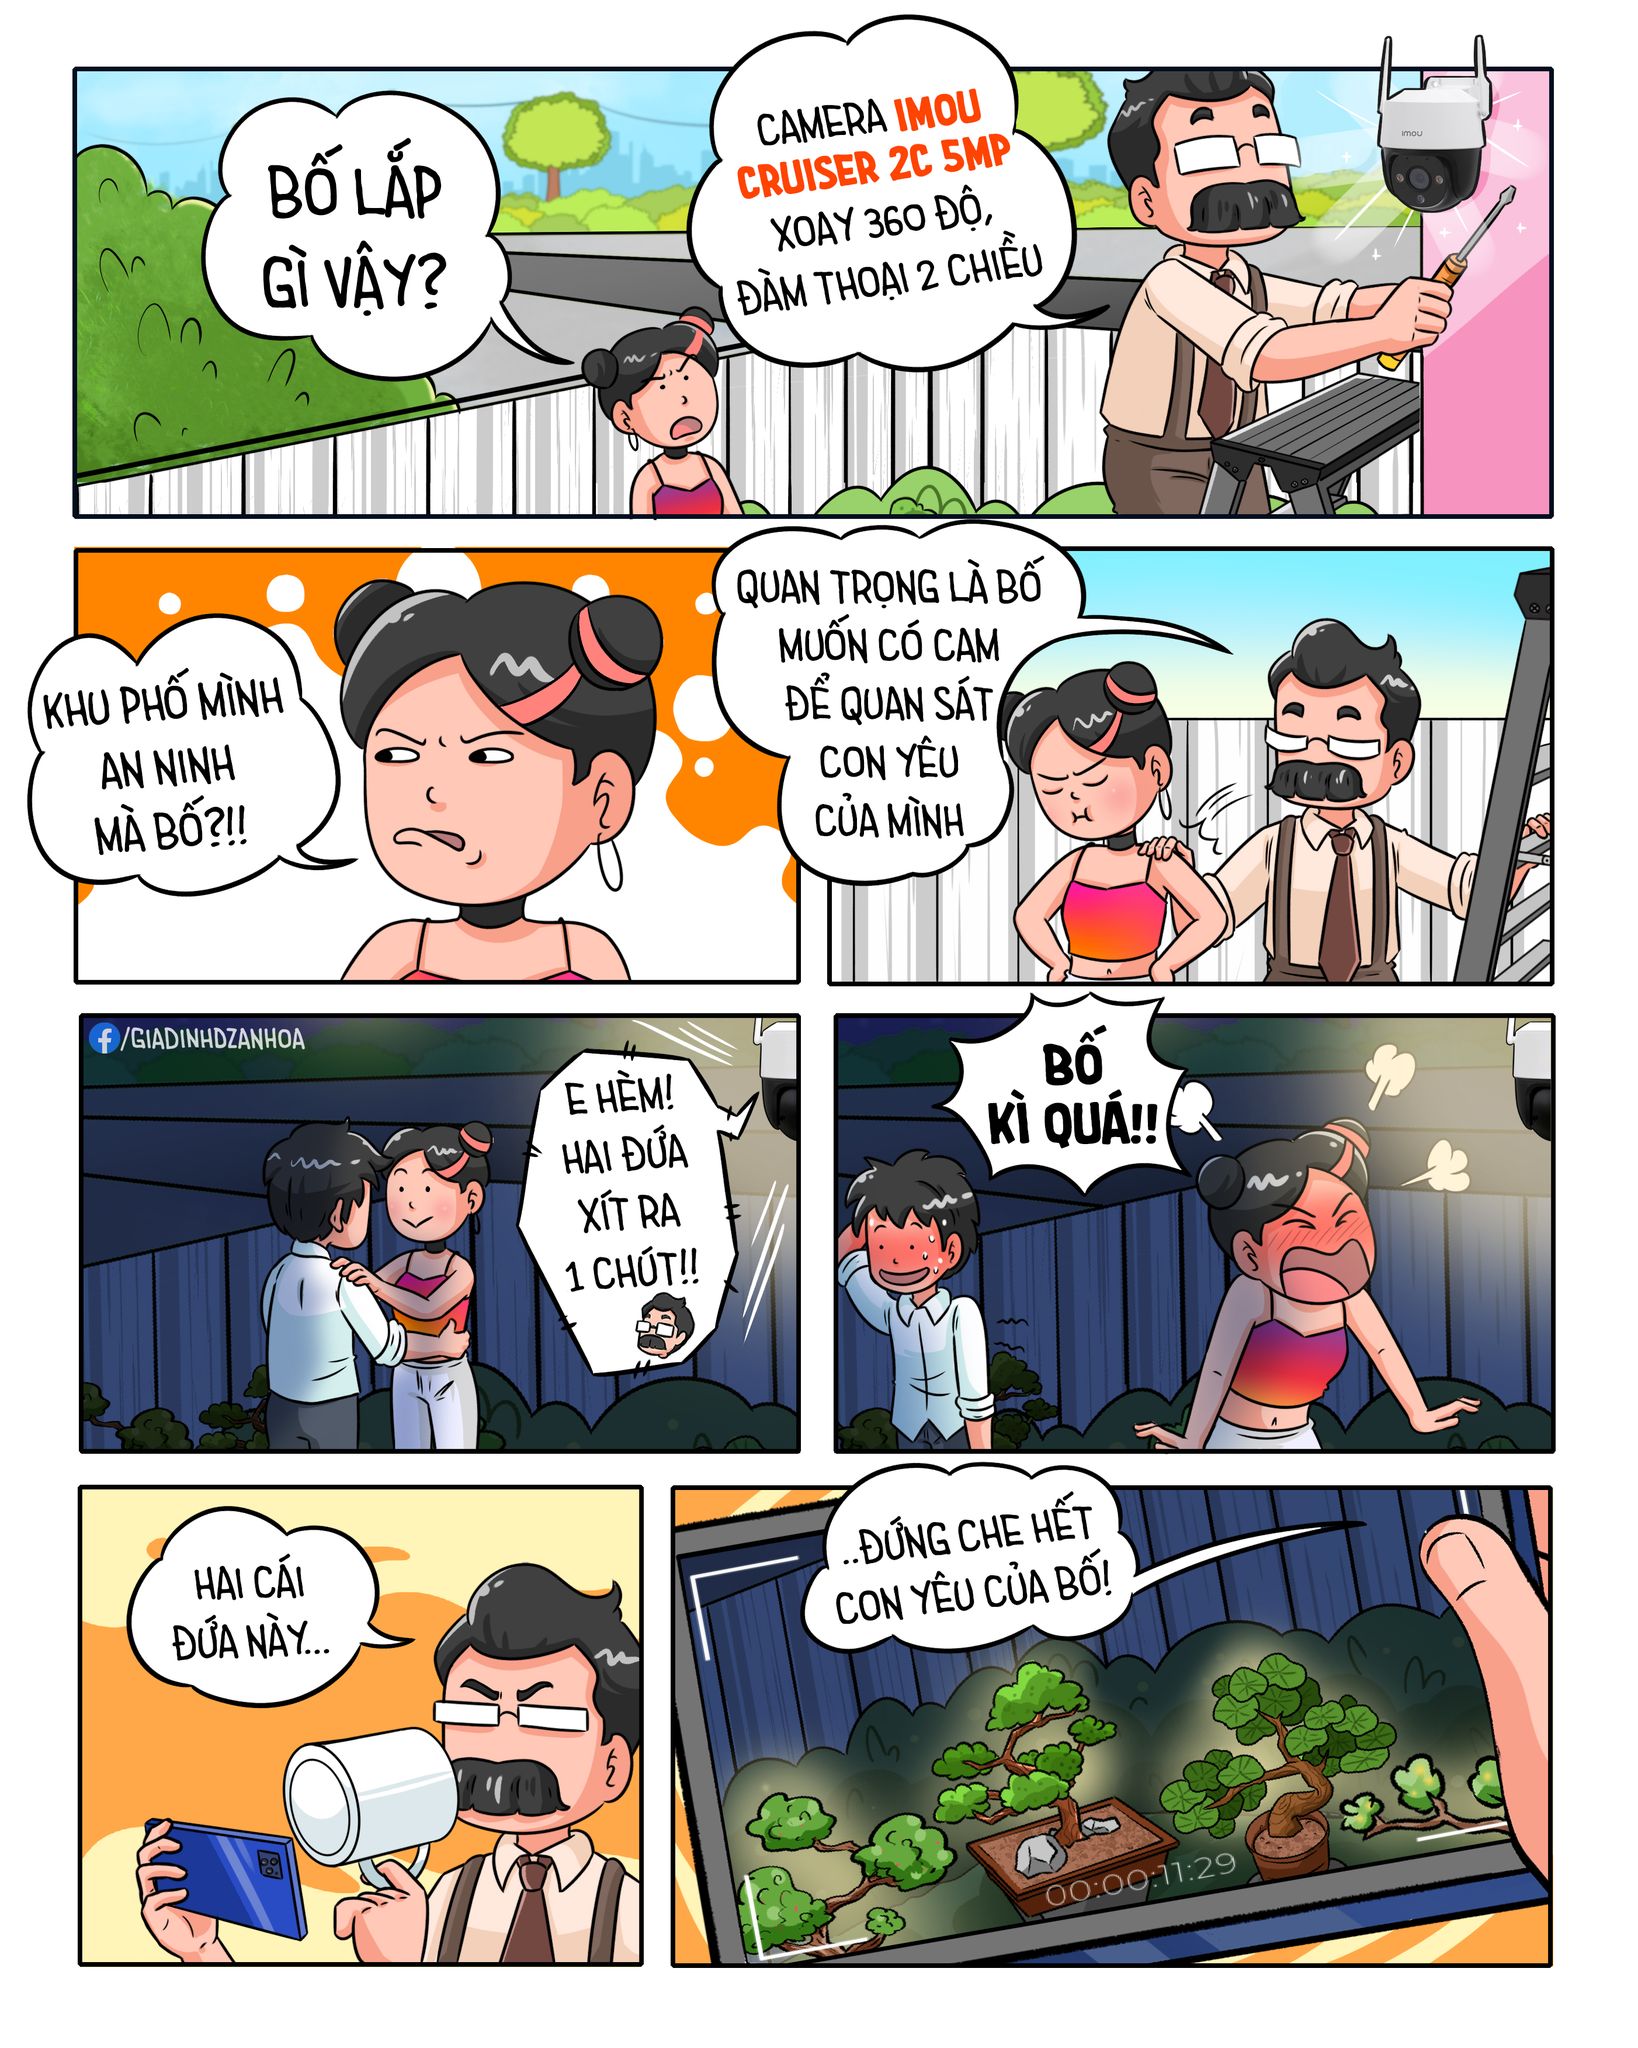 BỐ LẮP
GÌ VẬY?
CAMERA IMOU
CRUISER 2C 5MP
XOAY 360 ĐỘ,
ĐÀM THOẠI 2 CHIỀU
imou
KHU PHỐ MÌNH
AN NINH
MÀ BỐ?!!
QUAN TRỌNG LÀ BỐ
MUỐN CÓ CAM
ĐỂ QUAN SÁT
CON YÊU
CỦA MÌNH
f/GIADINHDZANHOA
E HÈM!
HAI ĐỨA
XÍT RA
1 CHÚT!!
BỐ
KÌ QUÁ!!
HAI CÁI
ĐỨA NÀY...
..ĐỨNG CHE HẾT
CON YÊU CỦA BỐ!
00:00:11:29